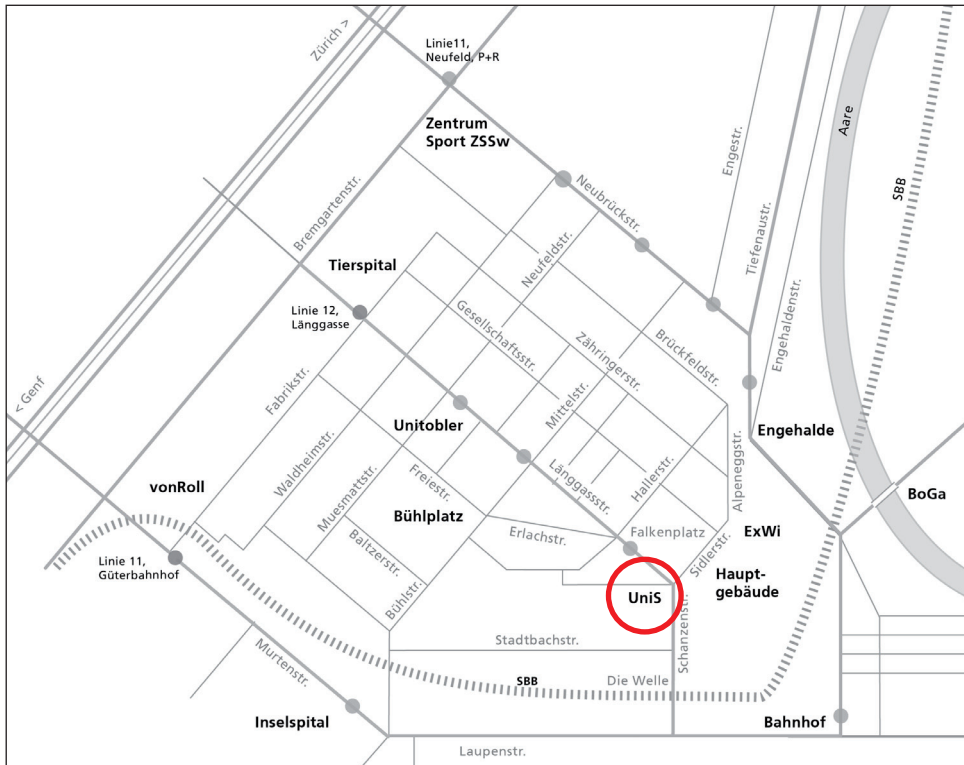 Zürich >
Linie11,
Neufeld, P+R
Zentrum
Sport ZSSw
Neubrückstr.
Engestr.
Tiefenaustr.
Aare
SBB
Bremgartenstr.
Neufeldstr.
Engehaldenstr.
Tierspital
Linie 12,
Länggasse
Gesellschaftsstr.
Zähringerstr.
Brückfeldstr.
< Genf
Fabrikstr.
Unitobler
Mittelstr.
Engehalde
Waldheimstr.
Länggassstr.
Hallerstr.
Alpeneggstr.
vonRoll
Muesmattstr.
Freiestr.
BoGa
Bühlplatz
Baltzerstr.
Erlachstr.
Falkenplatz
ExWi
Linie 11,
Güterbahnhof
Sidlerstr.
Haupt-
gebäude
Bühlstr.
UniS
Schanzenstr.
Stadtbachstr.
Murtenstr.
SBB
Die Welle
Inselspital
Bahnhof
Laupenstr.